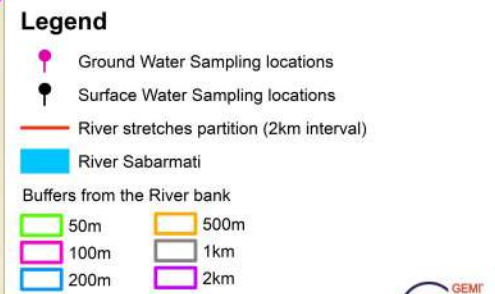 Legend
Ground Water Sampling locations
Surface Water Sampling locations
River stretches partition (2km interval)
River Sabarmati
Buffers from the River bank
50m
100m
200m
500m
1km
2km